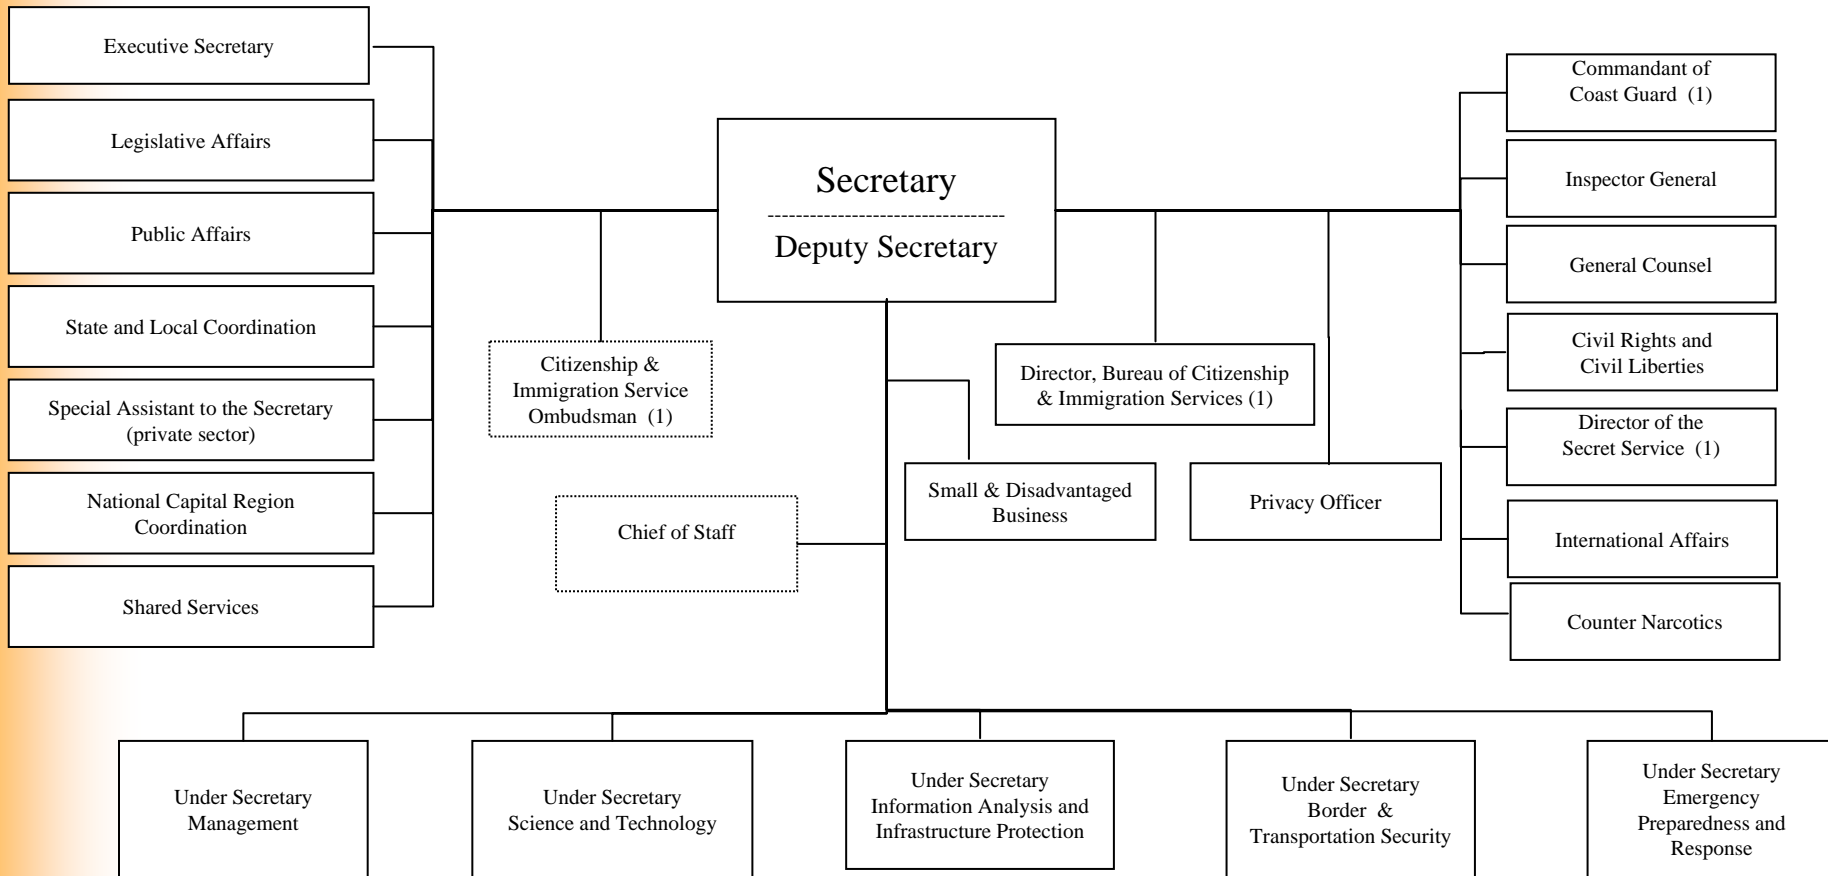 Executive Secretary
Legislative Affairs
Public Affairs
State and Local Coordination
Special Assistant to the Secretary
(private sector)
National Capital Region
Coordination
Shared Services
Secretary
Deputy Secretary
Citizenship &
Immigration Service
Ombudsman (1)
Chief of Staff
Director, Bureau of Citizenship
& Immigration Services (1)
Small & Disadvantaged
Business
Privacy Officer
Commandant of
Coast Guard (1)
Inspector General
General Counsel
Civil Rights and
Civil Liberties
Director of the
Secret Service (1)
International Affairs
Counter Narcotics
Under Secretary
Management
Under Secretary
Science and Technology
Under Secretary
Information Analysis and
Infrastructure Protection
Under Secretary
Border &
Transportation Security
Under Secretary
Emergency
Preparedness and
Response